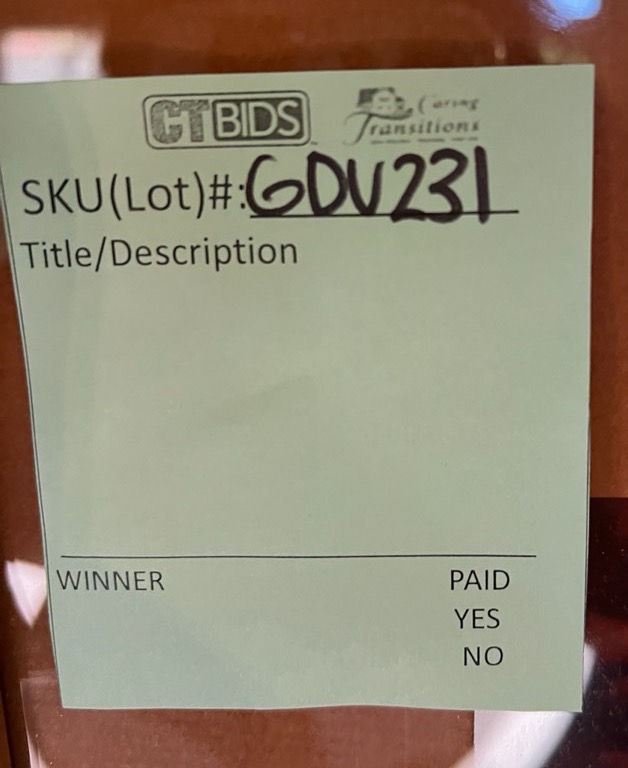 CTBIDS
Caring
Transitions
SKU(Lot)#:GDV231
Title/Description
WINNER PAID
YES
NO